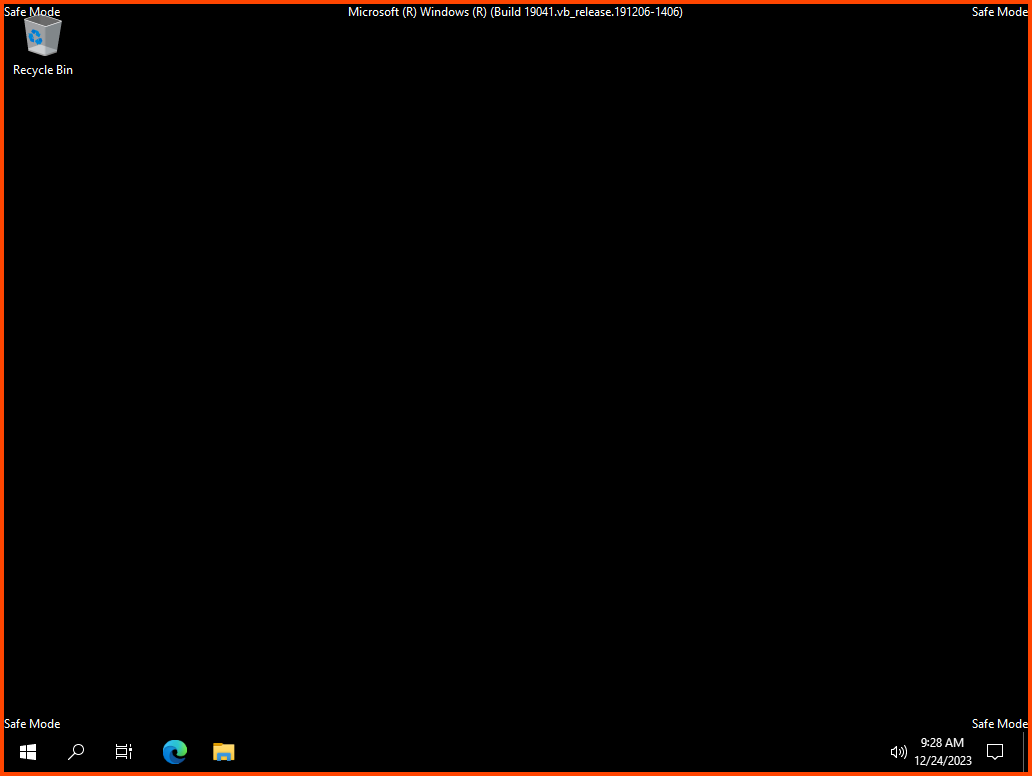 Safe Mode
Microsoft (R) Windows (R) (Build 19041.vb_release.191206-1406)
Safe Mode
Recycle Bin
Safe Mode
Safe Mode
9:28 AM
12/24/2023